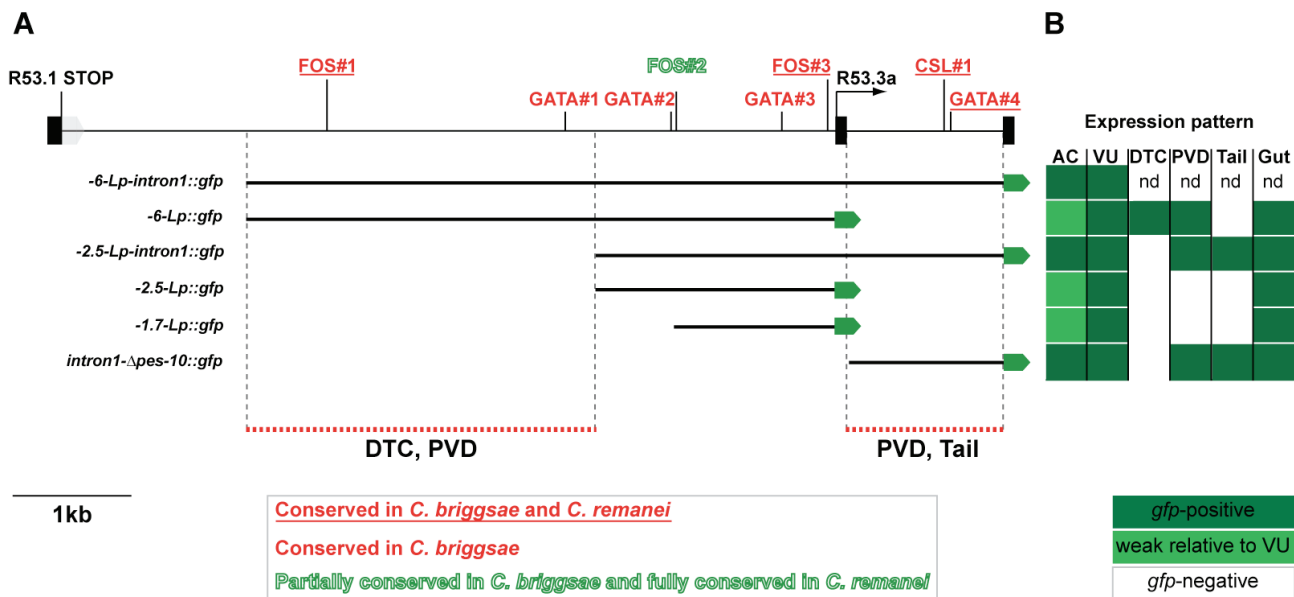 A
B
R53.1 STOP
FOS#1
FOS#2
FOS#3
R53.3a
CSL#1
GATA#1
GATA#2
GATA#3
GATA#4
Expression pattern
AC VU DTC PVD Tail Gut
-6-Lp-intron1::gfp
nd nd nd nd
-6-Lp::gfp
-2.5-Lp-intron1::gfp
-2.5-Lp::gfp
-1.7-Lp::gfp
intron1-Δpes-10::gfp
DTC, PVD
PVD, Tail
1kb
Conserved in C. briggsae and C. remanei
Conserved in C. briggsae
Partially conserved in C. briggsae and fully conserved in C. remanei
gfp-positive
weak relative to VU
gfp-negative